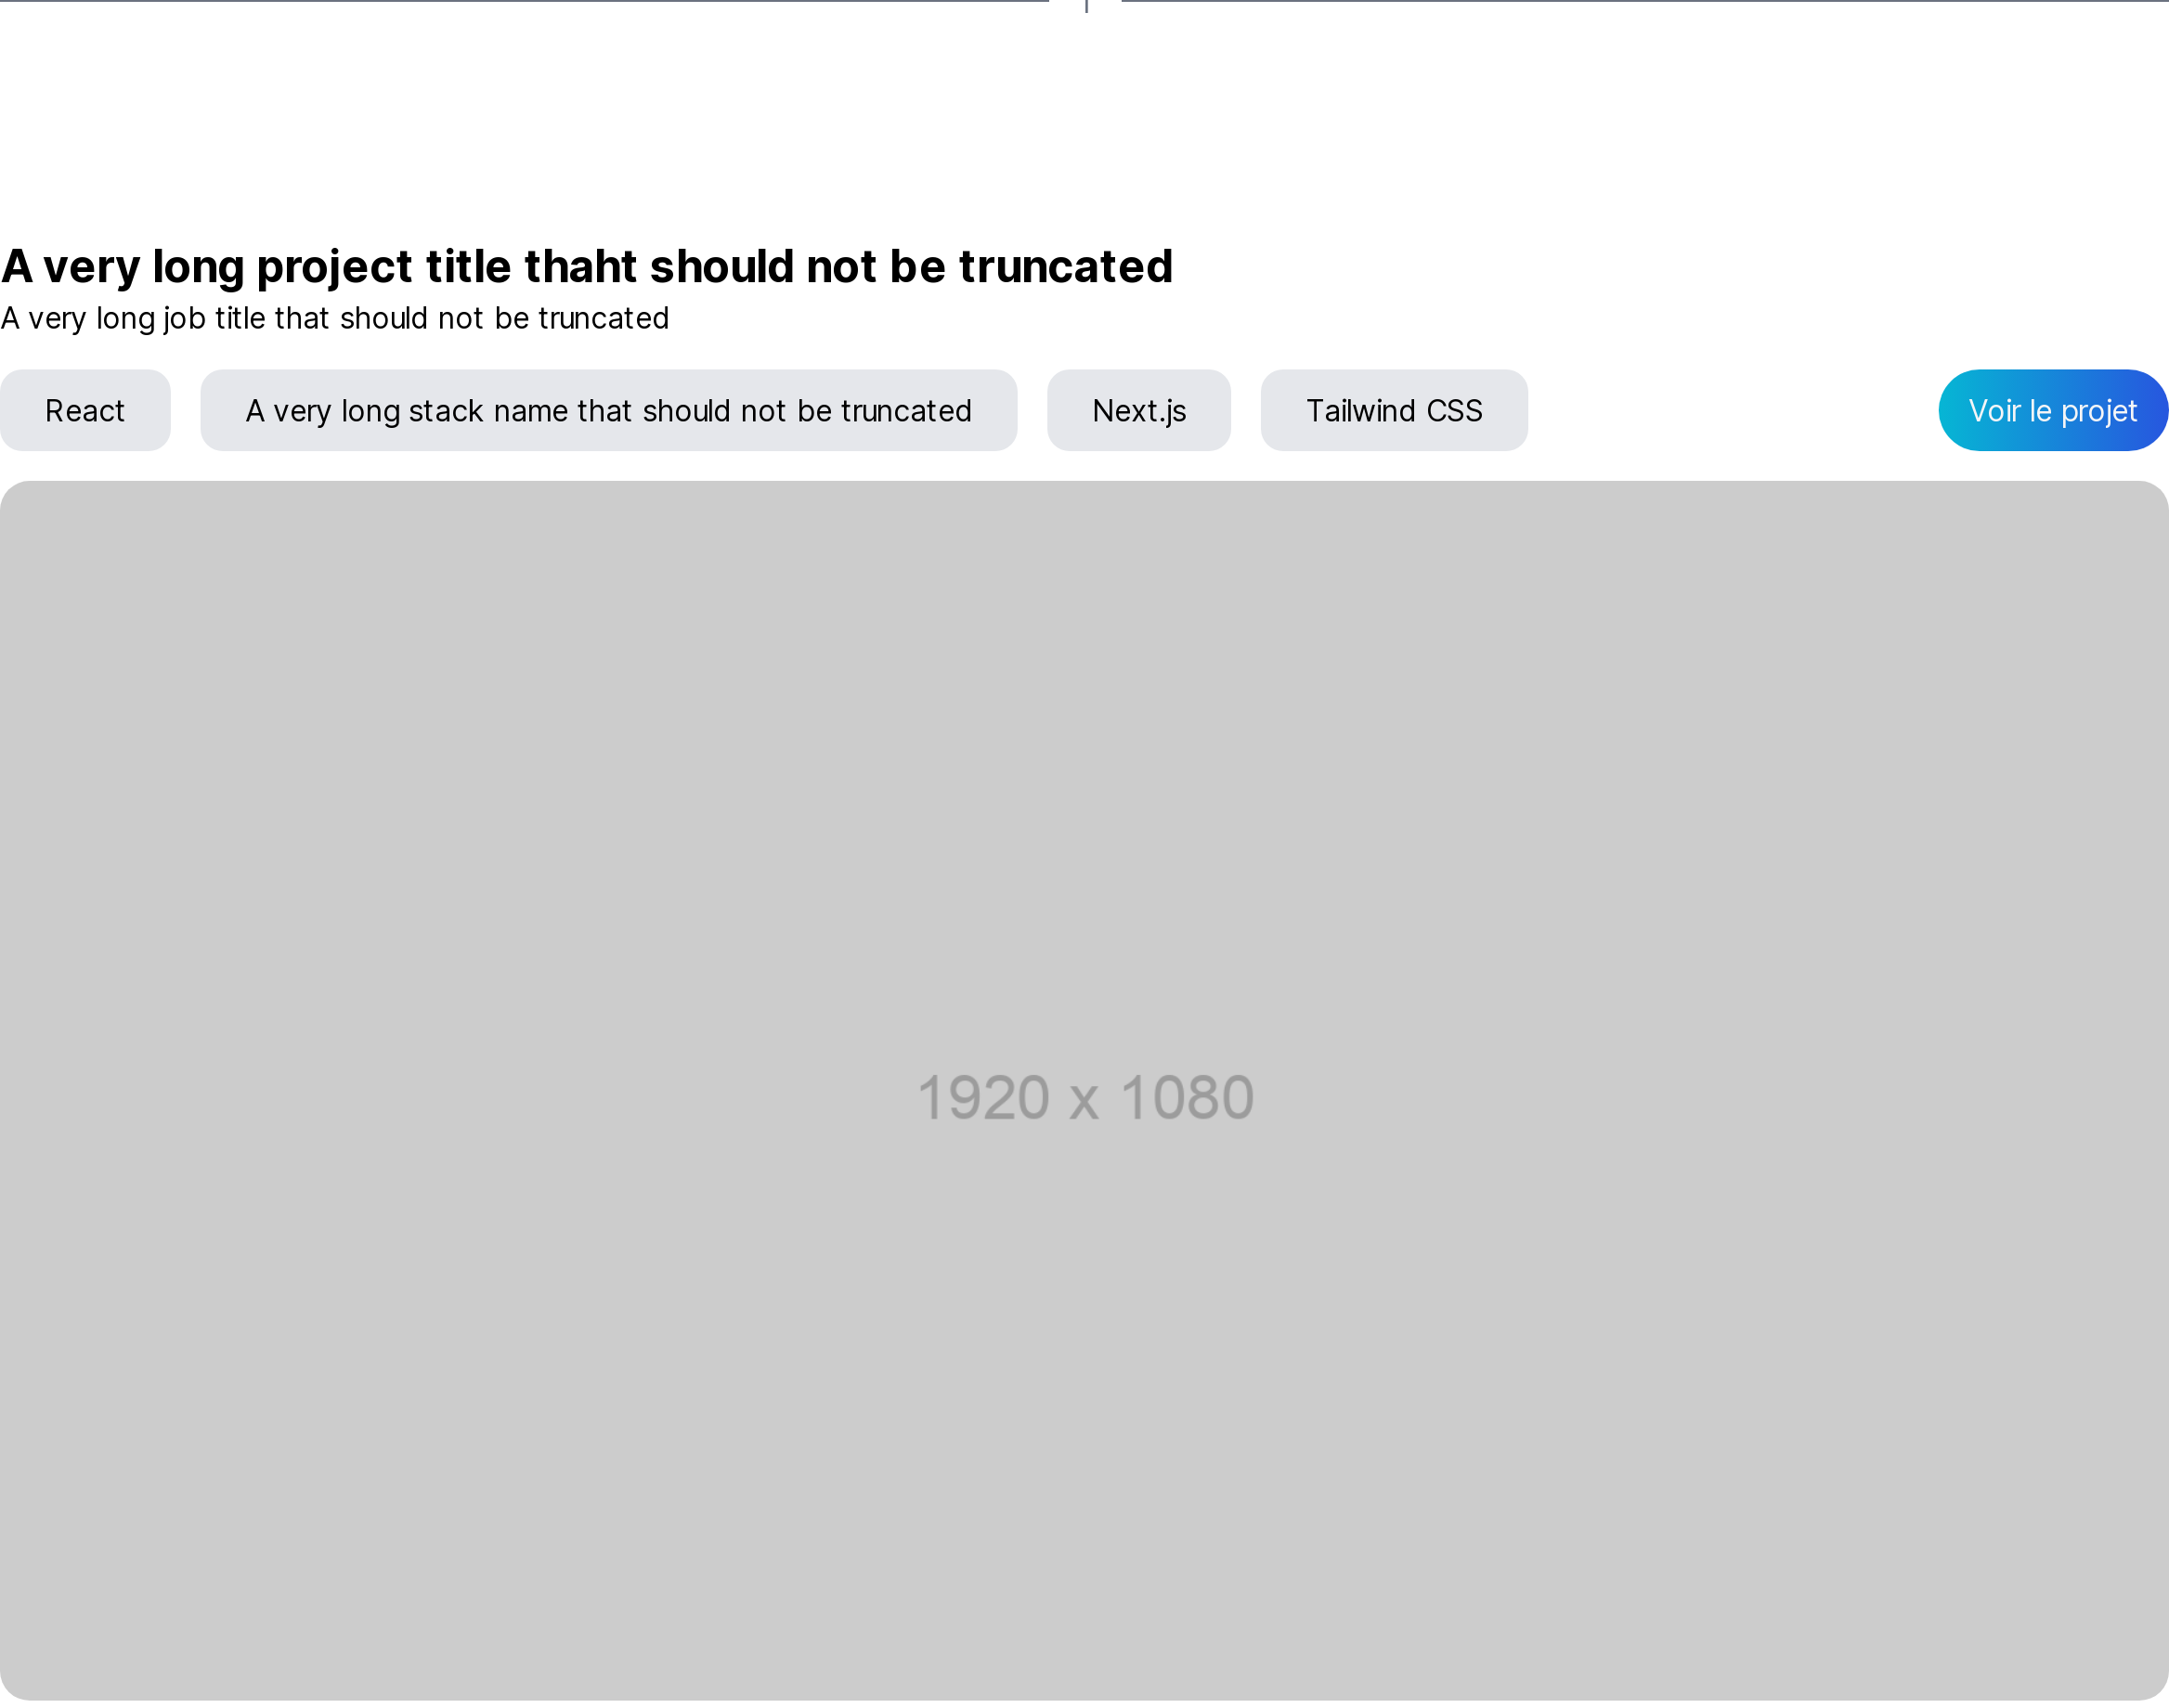 A very long project title thaht should not be truncated
A very long job title that should not be truncated
React A very long stack name that should not be truncated Next.js Tailwind CSS Voir le projet
1920 x 1080